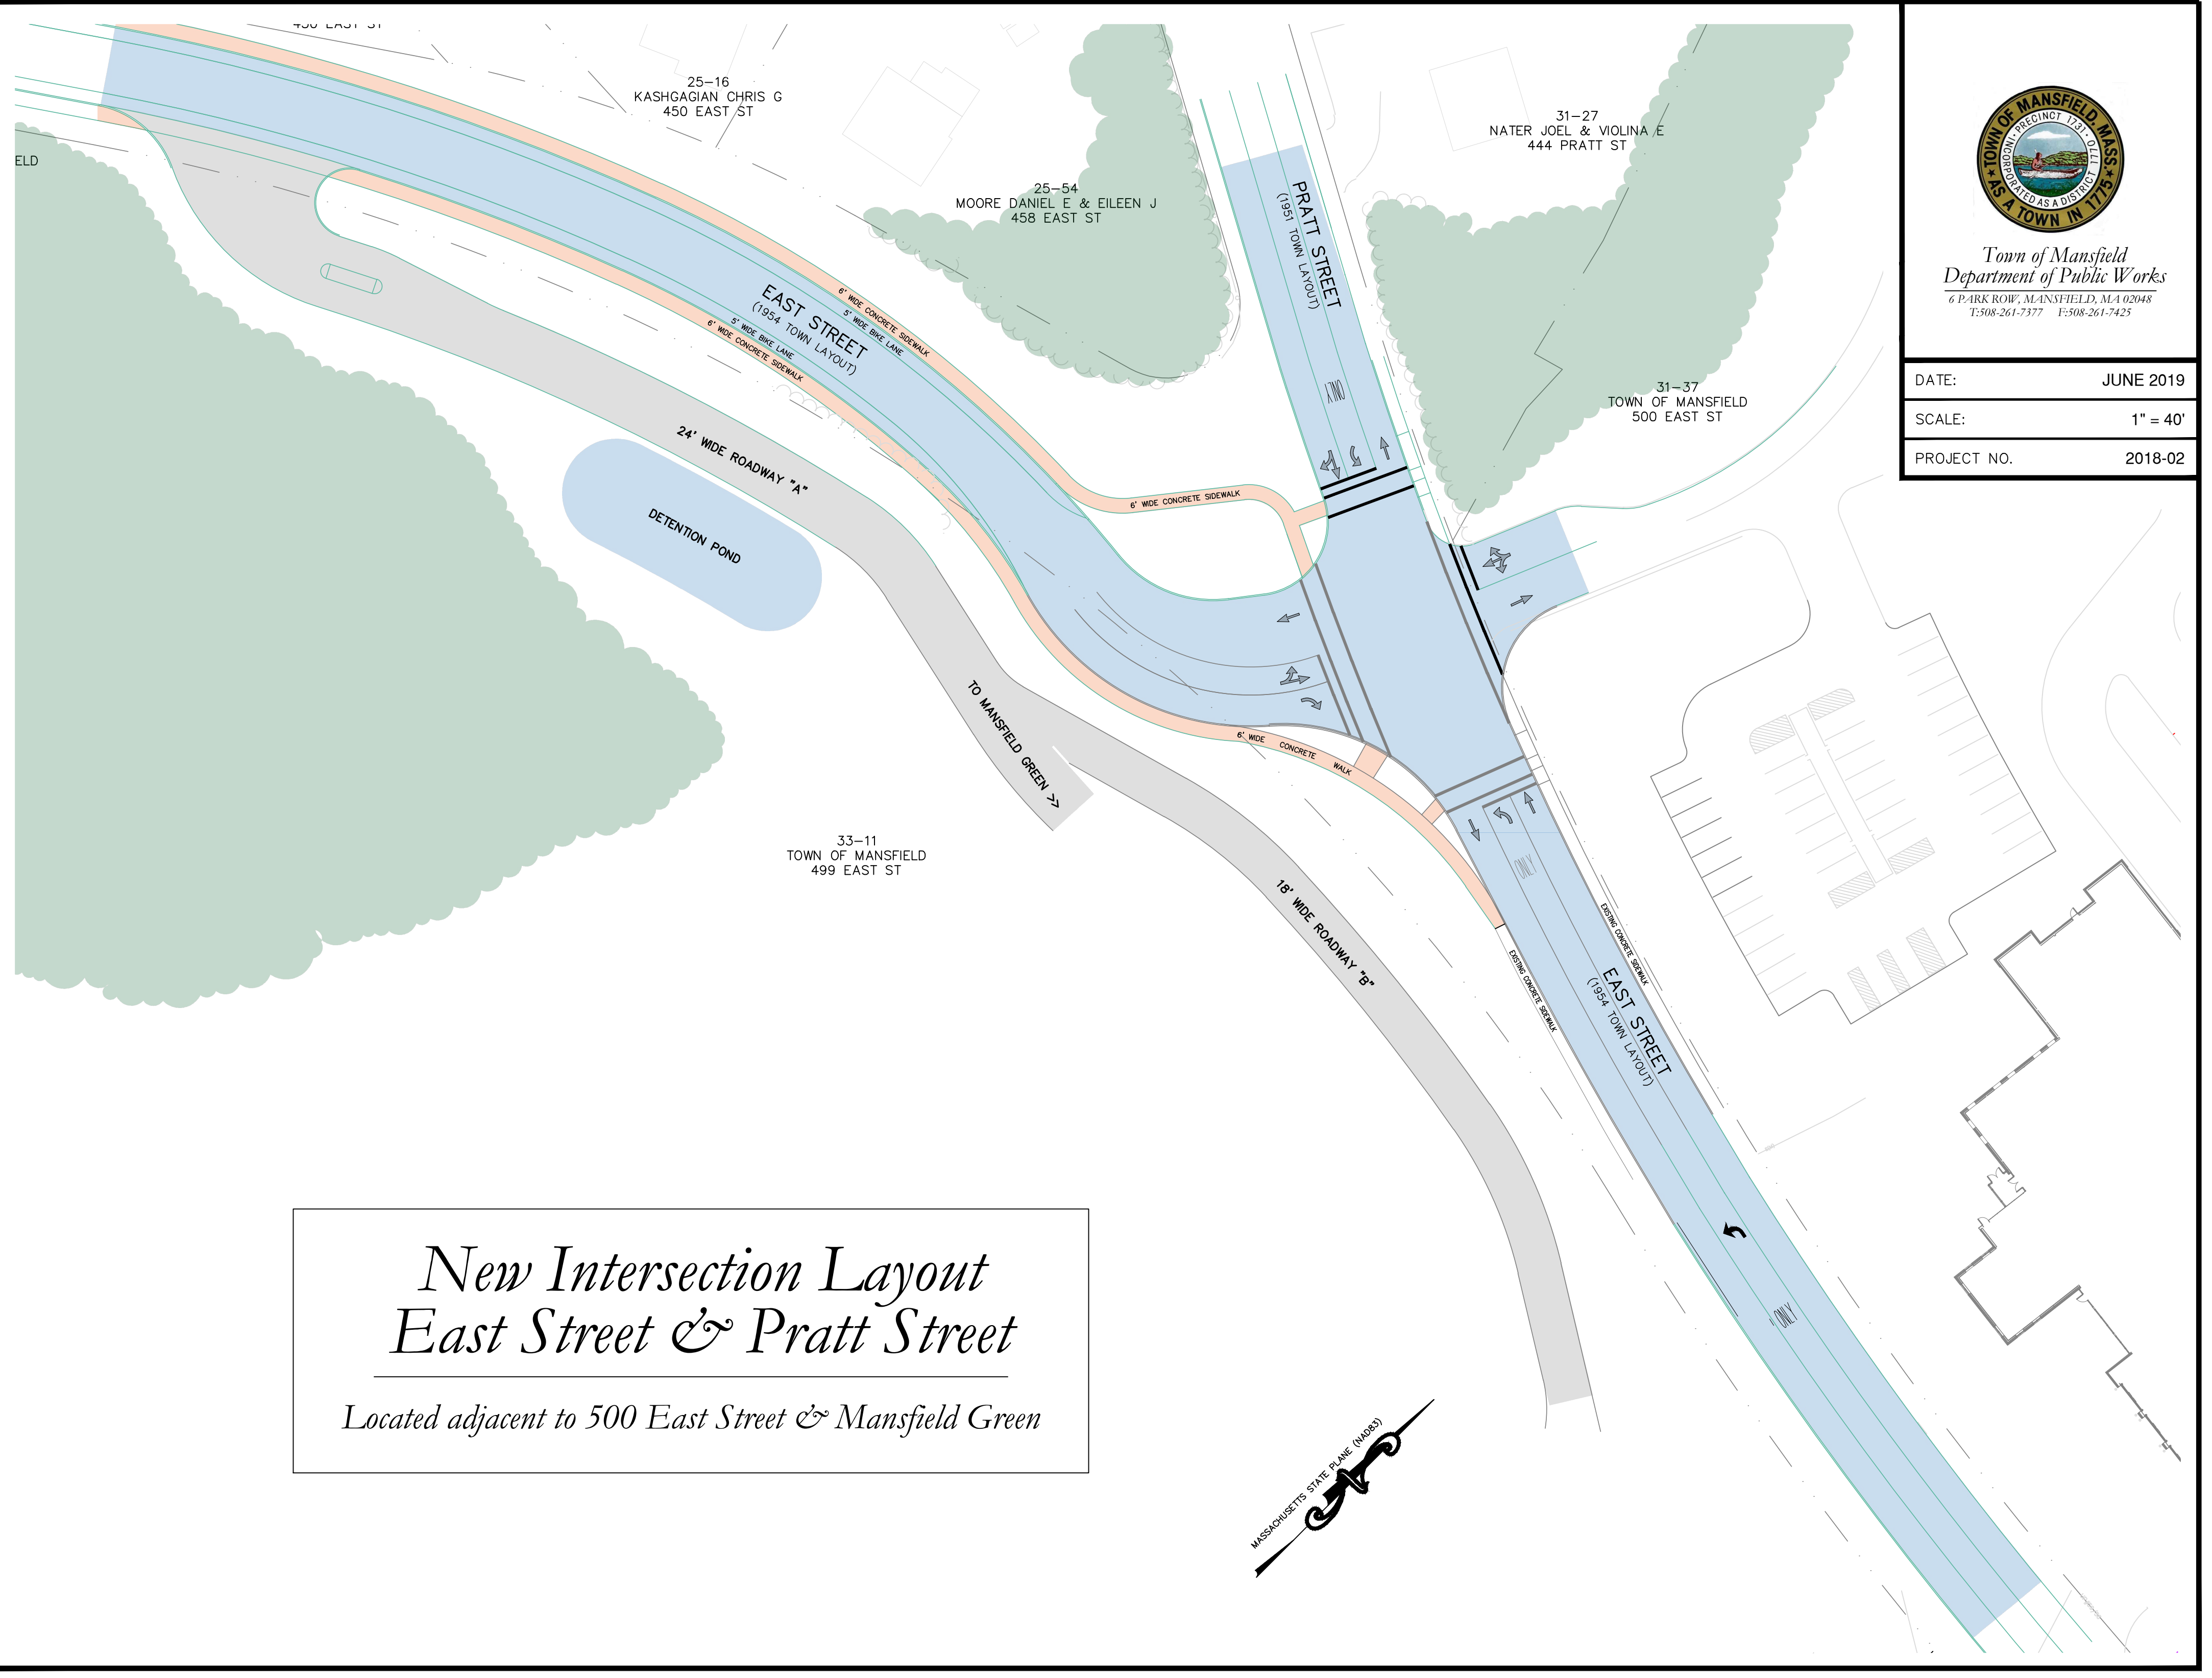 25-16
KASHGAGIAN CHRIS G
450 EAST ST
25-54
MOORE DANIEL E & EILEEN J
458 EAST ST
31-27
NATER JOEL & VIOLINA E
444 PRATT ST
31-37
TOWN OF MANSFIELD
500 EAST ST
ELD
PRATT STREET
(1951 TOWN LAYOUT)
ONLY
EAST STREET
(1954 TOWN LAYOUT)
6' WIDE CONCRETE SIDEWALK
5' WIDE BIKE LANE
5' WIDE BIKE LANE
6' WIDE CONCRETE SIDEWALK
6' WIDE CONCRETE SIDEWALK
24' WIDE ROADWAY "A"
DETENTION POND
TO MANSFIELD GREEN >>
6' WIDE CONCRETE WALK
33-11
TOWN OF MANSFIELD
499 EAST ST
18' WIDE ROADWAY "B"
ONLY
EXISTING CONCRETE SIDEWALK
EXISTING CONCRETE SIDEWALK
EAST STREET
(1954 TOWN LAYOUT)
ONLY
MASSACHUSETTS STATE PLANE (NAD83)
New Intersection Layout
East Street & Pratt Street
Located adjacent to 500 East Street & Mansfield Green
TOWN OF MANSFIELD, MASS.
AS A TOWN IN 1775
PRECINCT 1731
INCORPORATED AS A DISTRICT 1770
Town of Mansfield
Department of Public Works
6 PARK ROW, MANSFIELD, MA 02048
T:508-261-7377 F:508-261-7425
DATE: JUNE 2019
SCALE: 1" = 40'
PROJECT NO. 2018-02